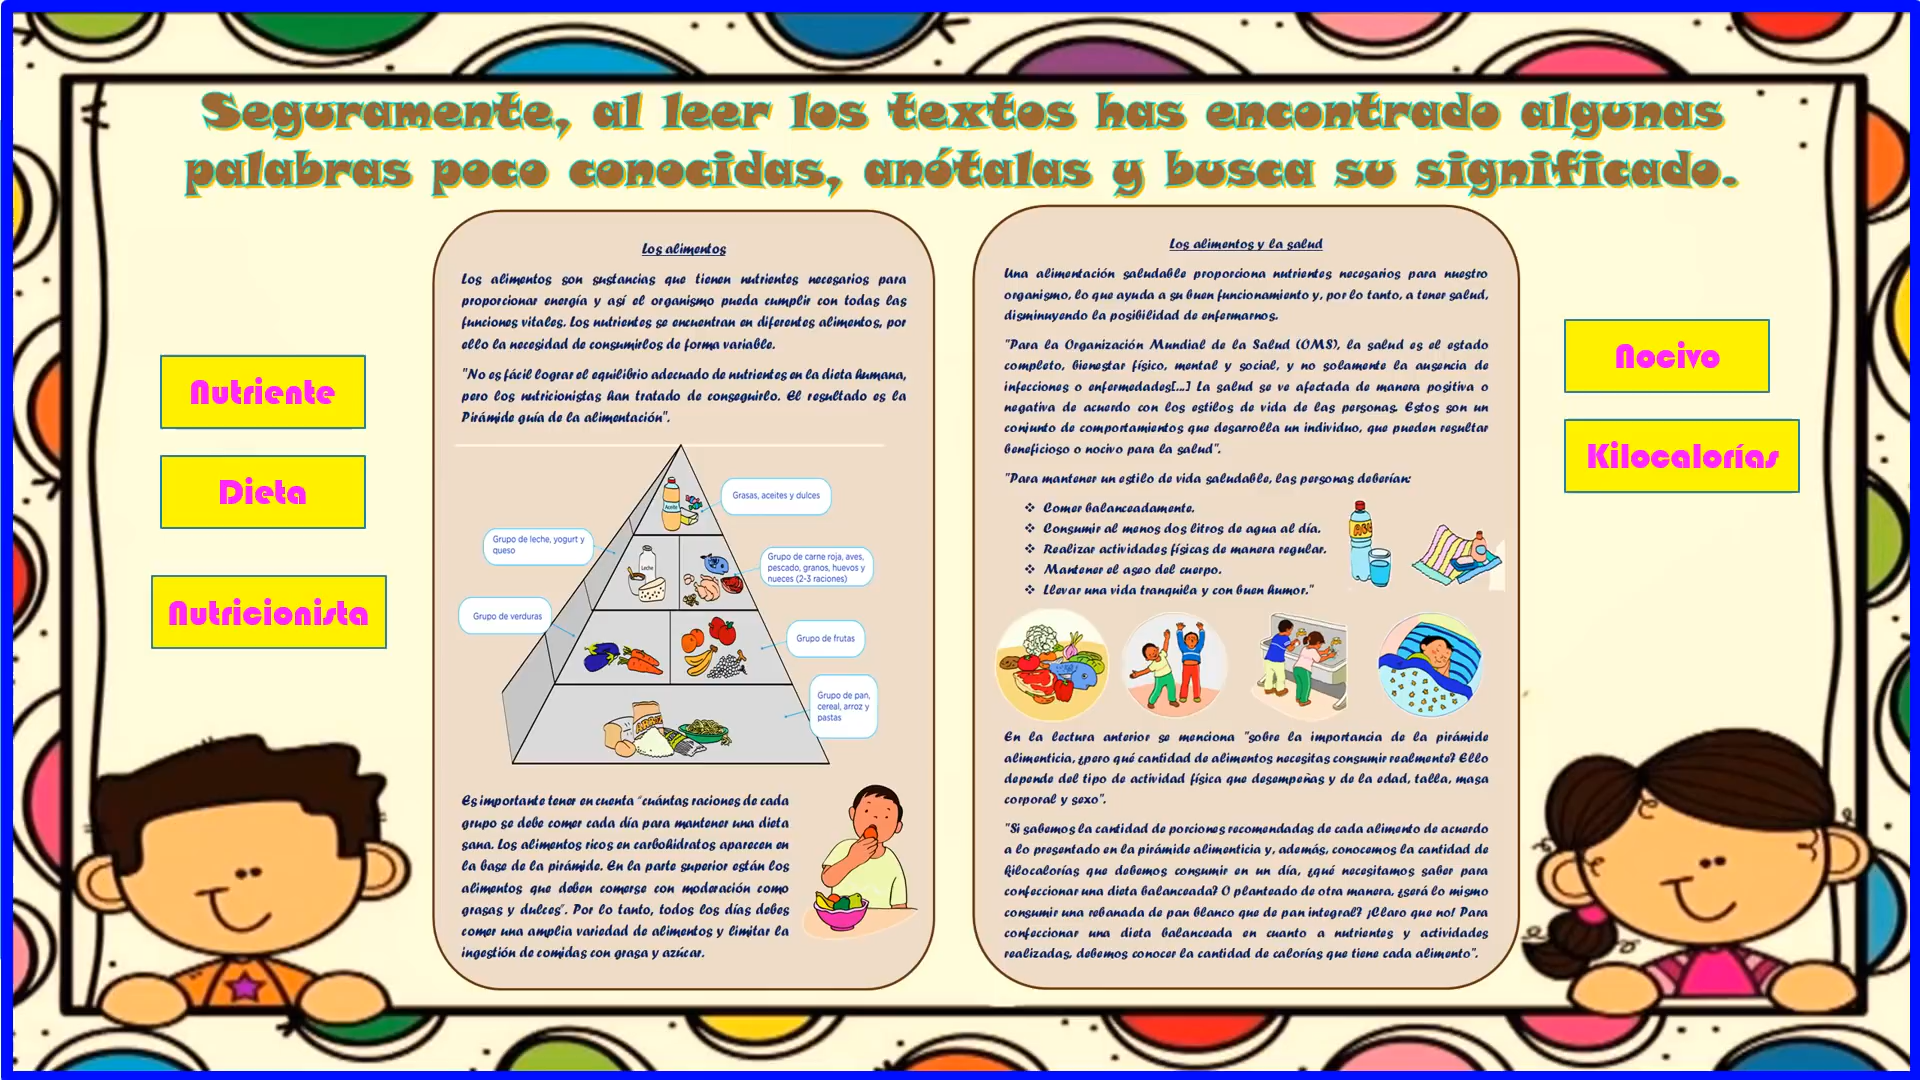 Seguramente, al leer los textos has encontrado algunas
palabras poco conocidas, anótalas y busca su significado.
Nutriente
Dieta
Nutricionista
Los alimentos
Los alimentos son sustancias que tienen nutrientes necesarios para
proporcionar energía y así el organismo pueda cumplir con todas las
funciones vitales. Los nutrientes se encuentran en diferentes alimentos, por
ello la necesidad de consumirlos de forma variable.
"No es fácil lograr el equilibrio adecuado de nutrientes en la dieta humana,
pero los nutricionistas han tratado de conseguirlo. El resultado es la
Pirámide guía de la alimentación".
Grasas, aceites y dulces
Aceite
Grupo de leche, yogurt y
queso
Leche
Grupo de carne roja, aves,
pescado, granos, huevos y
nueces (2-3 raciones)
Grupo de verduras
Grupo de frutas
Grupo de pan,
cereal, arroz y
pastas
ARROZ
Es importante tener en cuenta "cuántas raciones de cada
grupo se debe comer cada día para mantener una dieta
sana. Los alimentos ricos en carbohidratos aparecen en
la base de la pirámide. En la parte superior están los
alimentos que deben comerse con moderación como
grasas y dulces". Por lo tanto, todos los días debes
comer una amplia variedad de alimentos y limitar la
ingestión de comidas con grasa y azúcar.
Los alimentos y la salud
Una alimentación saludable proporciona nutrientes necesarios para nuestro
organismo, lo que ayuda a su buen funcionamiento y, por lo tanto, a tener salud,
disminuyendo la posibilidad de enfermarnos.
"Para la Organización Mundial de la Salud (OMS), la salud es el estado
completo, bienestar físico, mental y social, y no solamente la ausencia de
infecciones o enfermedades[...] La salud se ve afectada de manera positiva o
negativa de acuerdo con los estilos de vida de las personas. Estos son un
conjunto de comportamientos que desarrolla un individuo, que pueden resultar
beneficioso o nocivo para la salud".
"Para mantener un estilo de vida saludable, las personas deberían:
❖ Comer balanceadamente.
❖ Consumir al menos dos litros de agua al día.
❖ Realizar actividades físicas de manera regular.
❖ Mantener el aseo del cuerpo.
❖ Llevar una vida tranquila y con buen humor."
En la lectura anterior se menciona "sobre la importancia de la pirámide
alimenticia, ¿pero qué cantidad de alimentos necesitas consumir realmente? Ello
depende del tipo de actividad física que desempeñas y de la edad, talla, masa
corporal y sexo".
"Si sabemos la cantidad de porciones recomendadas de cada alimento de acuerdo
a lo presentado en la pirámide alimenticia y, además, conocemos la cantidad de
kilocalorías que debemos consumir en un día, ¿qué necesitamos saber para
confeccionar una dieta balanceada? O planteado de otra manera, ¿será lo mismo
consumir una rebanada de pan blanco que de pan integral? ¡Claro que no! Para
confeccionar una dieta balanceada en cuanto a nutrientes y actividades
realizadas, debemos conocer la cantidad de calorías que tiene cada alimento".
Nocivo
Kilocalorías